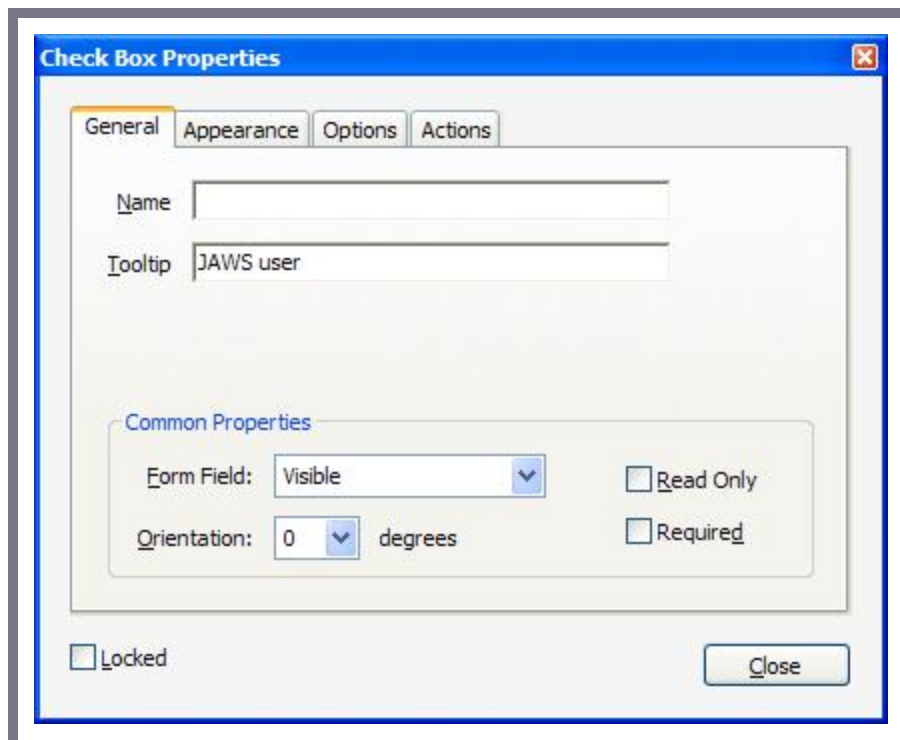 Check Box Properties
General Appearance Options Actions
Name
Tooltip JAWS user
Common Properties
Form Field: Visible Read Only
Orientation: 0 degrees Required
Locked Close